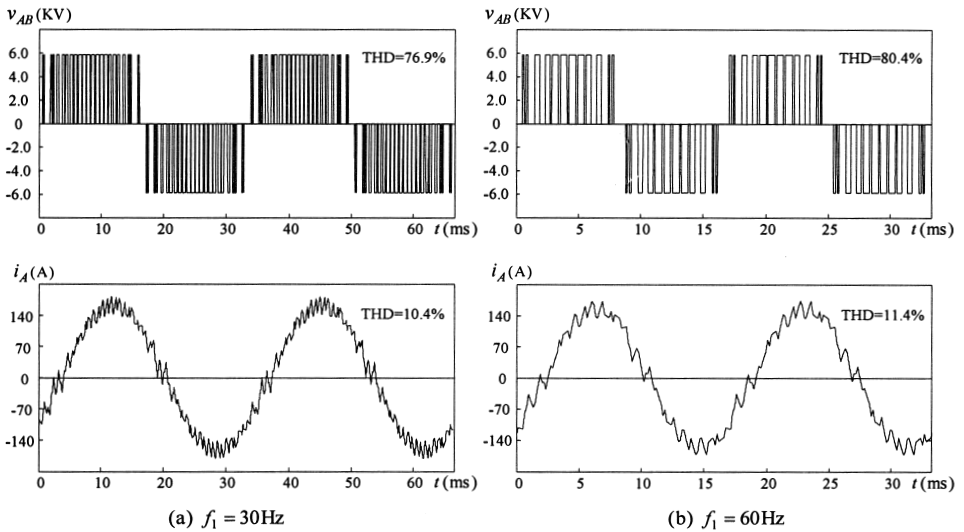 v_AB (KV)
6.0
4.0
2.0
0
-2.0
-4.0
-6.0
THD=76.9%
0 10 20 30 40 50 60 t (ms)
v_AB (KV)
6.0
4.0
2.0
0
-2.0
-4.0
-6.0
THD=80.4%
0 5 10 15 20 25 30 t (ms)
i_A (A)
140
70
0
-70
-140
THD=10.4%
0 10 20 30 40 50 60 t (ms)
(a) f_1 = 30Hz
i_A (A)
140
70
0
-70
-140
THD=11.4%
0 5 10 15 20 25 30 t (ms)
(b) f_1 = 60Hz